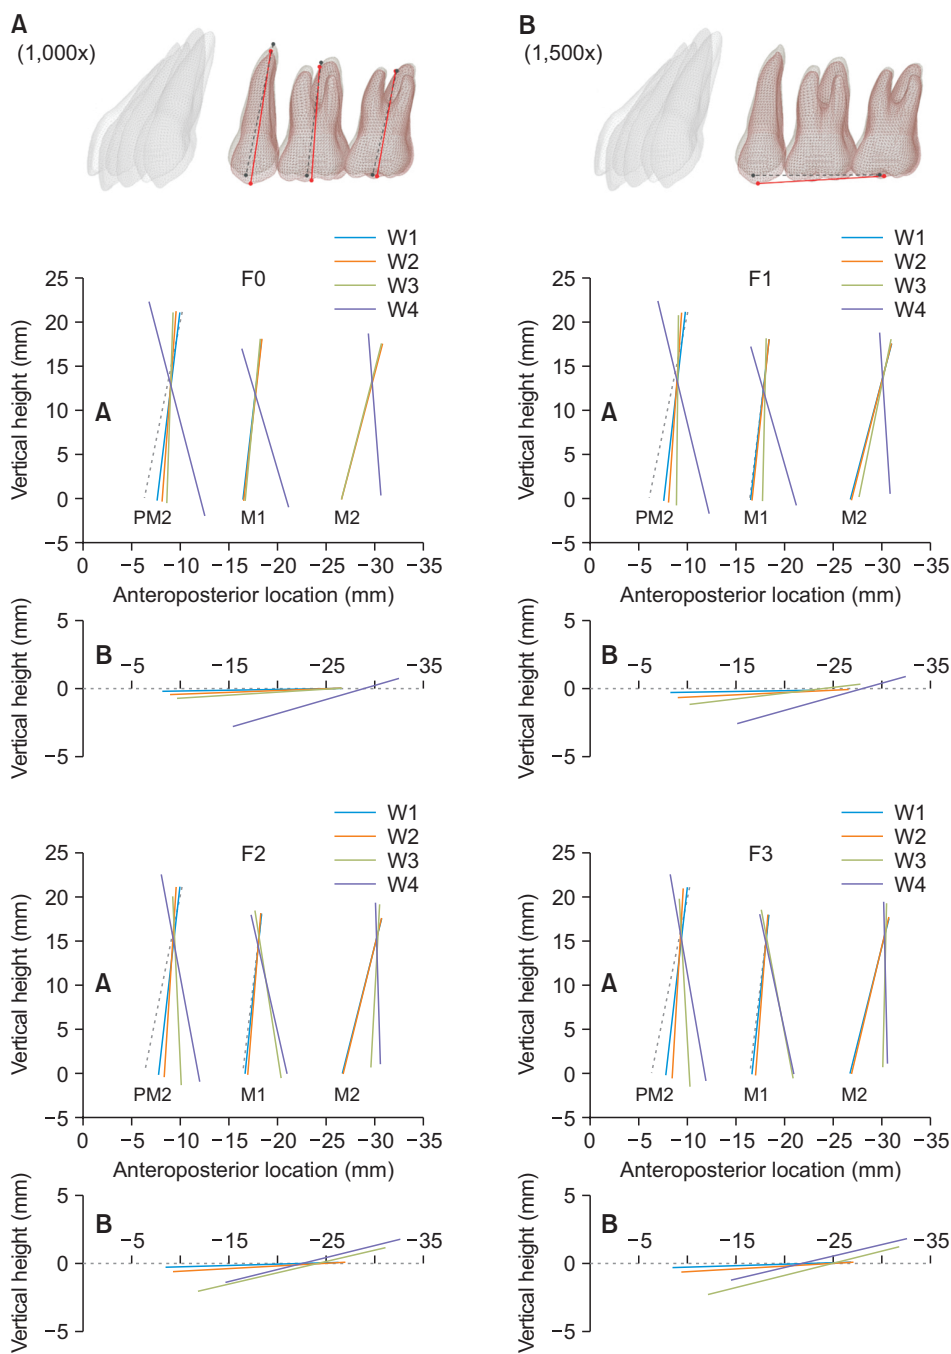 A
(1,000x)
B
(1,500x)
W1
W2
W3
W4
F0
25
20
15
10
5
0
−5
Vertical height (mm)
A
PM2
M1
M2
0
−5
−10
−15
−20
−25
−30
−35
Anteroposterior location (mm)
B
5
0
−5
Vertical height (mm)
−5
−15
−25
−35
W1
W2
W3
W4
F1
25
20
15
10
5
0
−5
Vertical height (mm)
A
PM2
M1
M2
0
−5
−10
−15
−20
−25
−30
−35
Anteroposterior location (mm)
B
5
0
−5
Vertical height (mm)
−5
−15
−25
−35
W1
W2
W3
W4
F2
25
20
15
10
5
0
−5
Vertical height (mm)
A
PM2
M1
M2
0
−5
−10
−15
−20
−25
−30
−35
Anteroposterior location (mm)
B
5
0
−5
Vertical height (mm)
−5
−15
−25
−35
W1
W2
W3
W4
F3
25
20
15
10
5
0
−5
Vertical height (mm)
A
PM2
M1
M2
0
−5
−10
−15
−20
−25
−30
−35
Anteroposterior location (mm)
B
5
0
−5
Vertical height (mm)
−5
−15
−25
−35